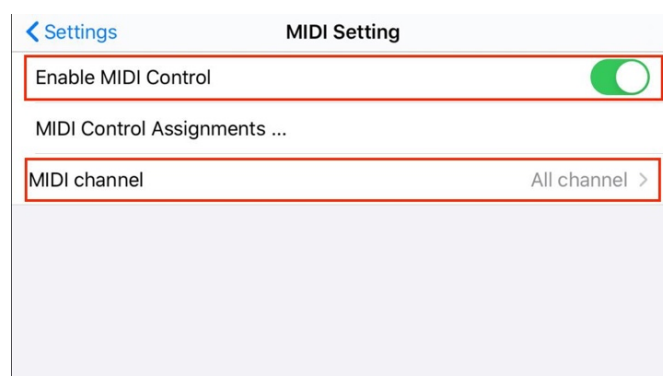 Settings MIDI Setting
Enable MIDI Control
MIDI Control Assignments ...
MIDI channel All channel